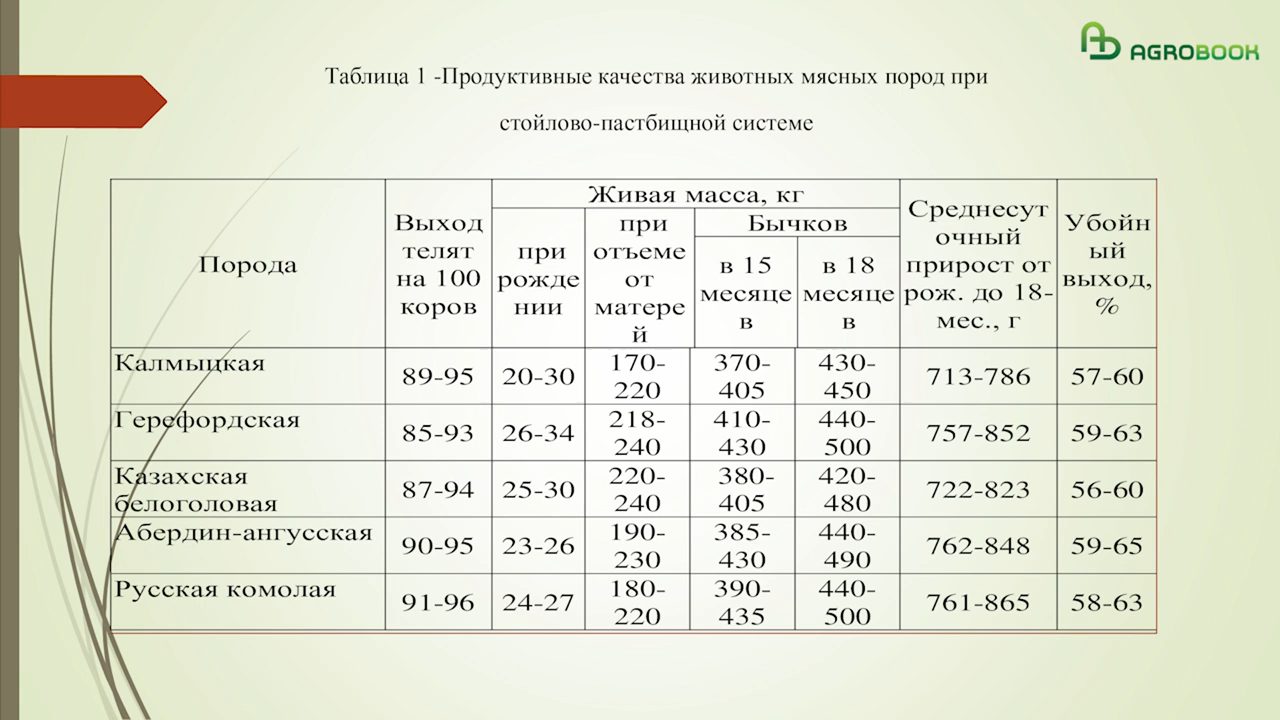 AGROBOOK
Таблица 1 -Продуктивные качества животных мясных пород при
стойлово-пастбищной системе
Порода
Выход
телят
на 100
коров
Живая масса, кг
при
рожде
нии
при
отъеме
от
матере
й
Бычков
в 15
месяце
в
в 18
месяце
в
Среднесут
очный
прирост от
рож. до 18-
мес., г
Убойн
ый
выход,
%
Калмыцкая
89-95
20-30
170-
220
370-
405
430-
450
713-786
57-60
Герефордская
85-93
26-34
218-
240
410-
430
440-
500
757-852
59-63
Казахская
белоголовая
87-94
25-30
220-
240
380-
405
420-
480
722-823
56-60
Абердин-ангусская
90-95
23-26
190-
230
385-
430
440-
490
762-848
59-65
Русская комолая
91-96
24-27
180-
220
390-
435
440-
500
761-865
58-63